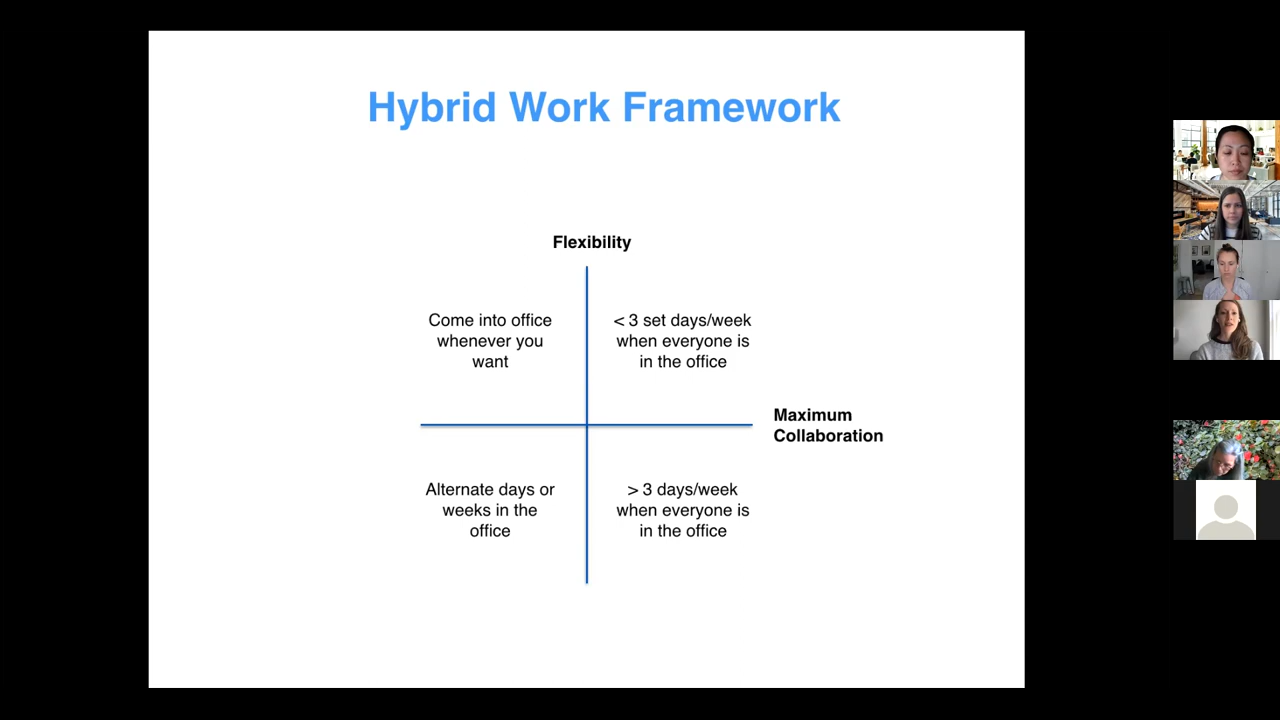 Hybrid Work Framework
Flexibility
Come into office
whenever you
want
< 3 set days/week
when everyone is
in the office
Maximum
Collaboration
Alternate days or
weeks in the
office
> 3 days/week
when everyone is
in the office